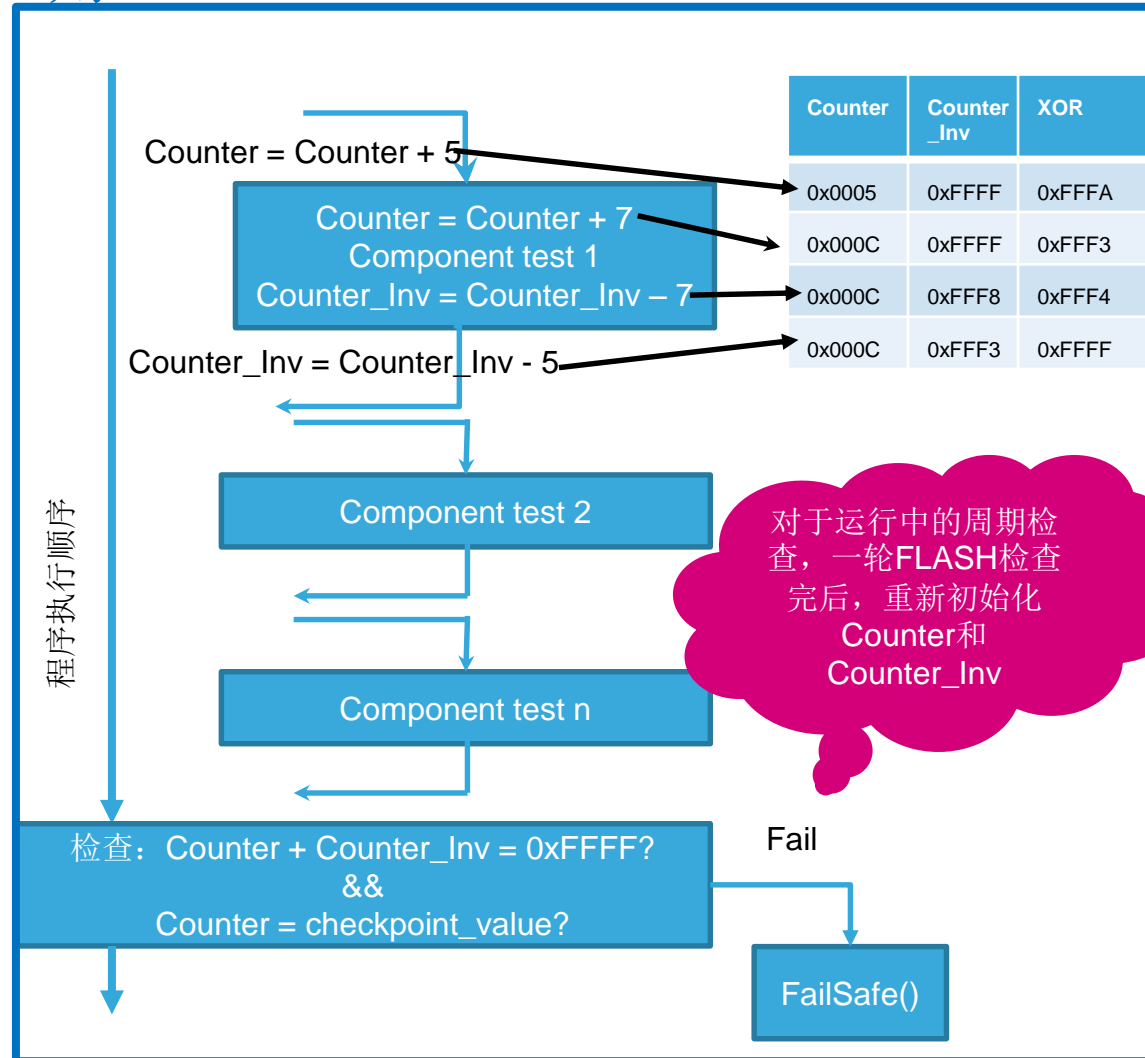 Counter = Counter + 5
Counter = Counter + 7
Component test 1
Counter_Inv = Counter_Inv – 7
Counter_Inv = Counter_Inv - 5
Counter
Counter
_Inv
XOR
0x0005 0xFFFF 0xFFFA
0x000C 0xFFFF 0xFFF3
0x000C 0xFFF8 0xFFF4
0x000C 0xFFF3 0xFFFF
程序执行顺序
Component test 2
Component test n
对于运行中的周期检
查，一轮FLASH检查
完后，重新初始化
Counter和
Counter_Inv
检查：Counter + Counter_Inv = 0xFFFF?
&&
Counter = checkpoint_value?
Fail
FailSafe()